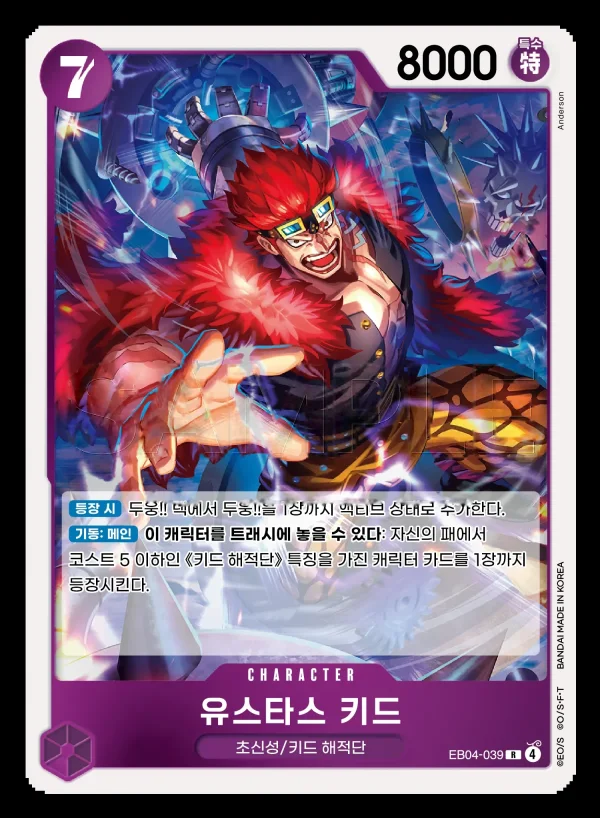 7
8000
특수
特
Anderson
SAMPLE
등장 시 두웅!! 덱에서 두웅!!을 1장까지 액티브 상태로 추가한다.
기동: 메인 이 캐릭터를 트래시에 놓을 수 있다: 자신의 패에서
코스트 5 이하인 《키드 해적단》 특징을 가진 캐릭터 카드를 1장까지
등장시킨다.
CHARACTER
유스타스 키드
초신성/키드 해적단
EB04-039 R 4
©EO/S ©O/S·F·T BANDAI MADE IN KOREA